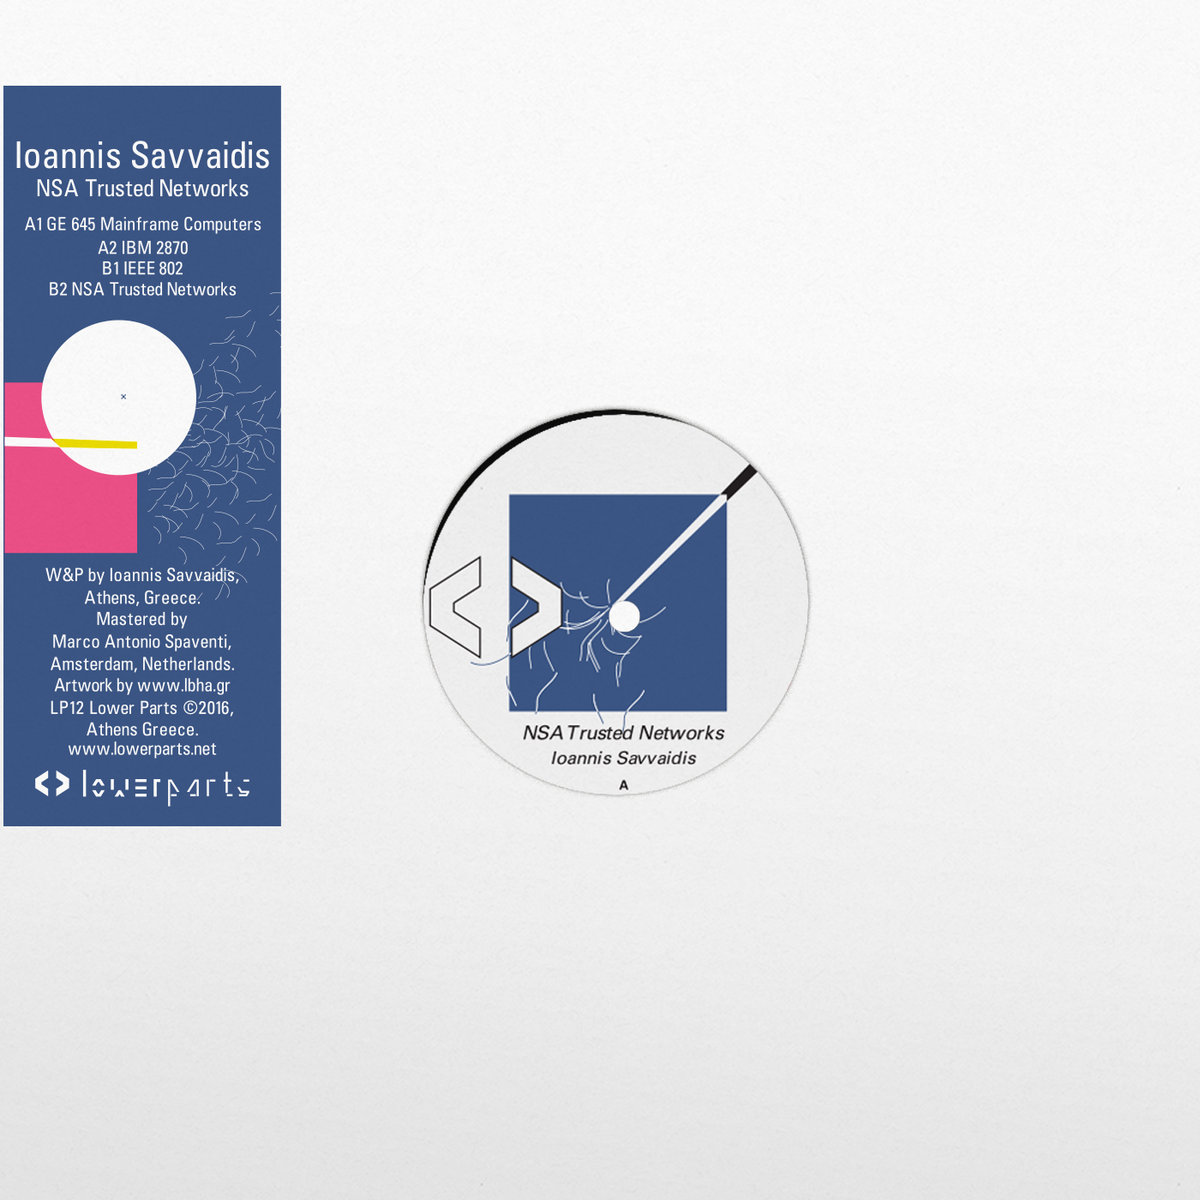 Ioannis Savvaidis
NSA Trusted Networks
A1 GE 645 Mainframe Computers
A2 IBM 2870
B1 IEEE 802
B2 NSA Trusted Networks
W&P by Ioannis Savvaidis,
Athens, Greece.
Mastered by
Marco Antonio Spaventi,
Amsterdam, Netherlands.
Artwork by www.lbha.gr
LP12 Lower Parts ©2016,
Athens Greece.
www.lowerparts.net
lowerparts
NSA Trusted Networks
Ioannis Savvaidis
A